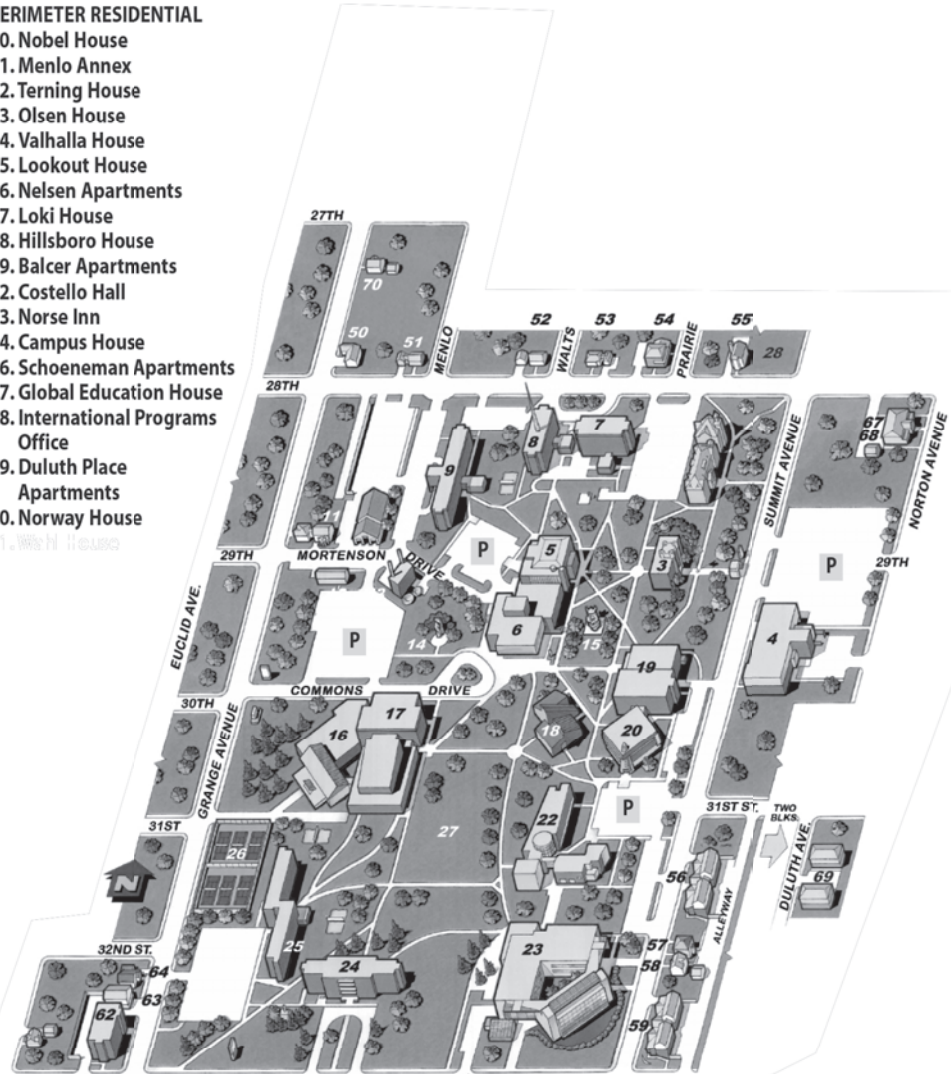 ERIMETER RESIDENTIAL
0. Nobel House
1. Menlo Annex
2. Terning House
3. Olsen House
4. Valhalla House
5. Lookout House
6. Nelsen Apartments
7. Loki House
8. Hillsboro House
9. Balcer Apartments
2. Costello Hall
3. Norse Inn
4. Campus House
6. Schoeneman Apartments
7. Global Education House
8. International Programs
Office
9. Duluth Place
Apartments
0. Norway House
27TH
70
50
51
MENLO
52
WALTS
53
54
PRAIRIE
55
28
28TH
7
8
9
67
68
SUMMIT AVENUE
NORTON AVENUE
11
29TH
MORTENSON
DRIVE
P
5
3
P
29TH
EUCLID AVE.
P
14
6
15
4
19
COMMONS
DRIVE
30TH
GRANGE AVENUE
17
16
18
20
31ST
27
22
P
31ST ST.
TWO
BLKS.
26
N
56
DULUTH AVE.
69
ALLEYWAY
32ND ST.
25
24
23
57
58
64
63
62
59